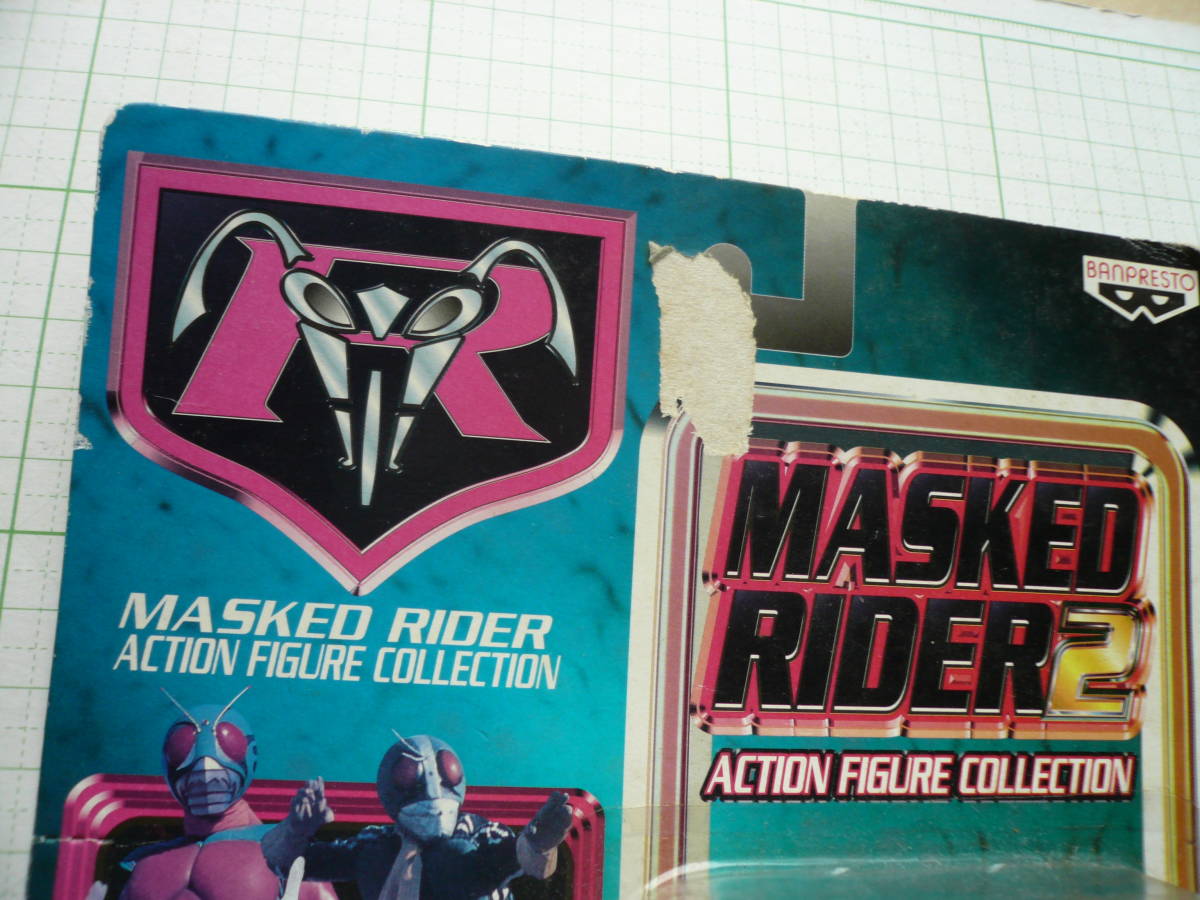 MASKED RIDER
ACTION FIGURE COLLECTION
BANPRESTO
MASKED
RIDER2
ACTION FIGURE COLLECTION